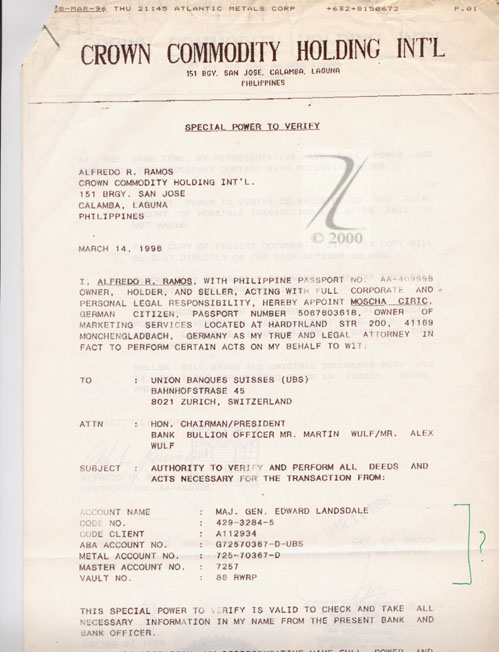 28-MAR-96 THU 21:45 ATLANTIC METALS CORP +632+8150672 P.01
CROWN COMMODITY HOLDING INT'L
151 BGY. SAN JOSE, CALAMBA, LAGUNA
PHILIPPINES
SPECIAL POWER TO VERIFY
ALFREDO R. RAMOS
CROWN COMMODITY HOLDING INT'L.
151 BRGY. SAN JOSE
CALAMBA, LAGUNA
PHILIPPINES
© 2000
MARCH 14, 1996
I, ALFREDO R. RAMOS, WITH PHILIPPINE PASSPORT NO. AA-409898
OWNER, HOLDER, AND SELLER, ACTING WITH FULL CORPORATE AND
PERSONAL LEGAL RESPONSIBILITY, HEREBY APPOINT MOSCHA CIRIC,
GERMAN CITIZEN, PASSPORT NUMBER 5067803618, OWNER OF
MARKETING SERVICES LOCATED AT HARDTRLAND STR 200, 41169
MONCHENGLADBACH, GERMANY AS MY TRUE AND LEGAL ATTORNEY IN
FACT TO PERFORM CERTAIN ACTS ON MY BEHALF TO WIT:
TO : UNION BANQUES SUISSES (UBS)
BAHNHOFSTRASE 45
8021 ZURICH, SWITZERLAND
ATTN : HON. CHAIRMAN/PRESIDENT
BANK BULLION OFFICER MR. MARTIN WULF/MR. ALEX
WULF
SUBJECT : AUTHORITY TO VERIFY AND PERFORM ALL DEEDS AND
ACTS NECESSARY FOR THE TRANSACTION FROM:
ACCOUNT NAME : MAJ. GEN. EDWARD LANDSDALE
CODE NO. : 429-3284-5
CODE CLIENT : A112934
ABA ACCOUNT NO. : G72570367-D-UBS
METAL ACCOUNT NO. : 725-70367-D
MASTER ACCOUNT NO. : 7257
VAULT NO. : 88 RWRP
?
THIS SPECIAL POWER TO VERIFY IS VALID TO CHECK AND TAKE ALL
NECESSARY INFORMATION IN MY NAME FROM THE PRESENT BANK AND
BANK OFFICER.